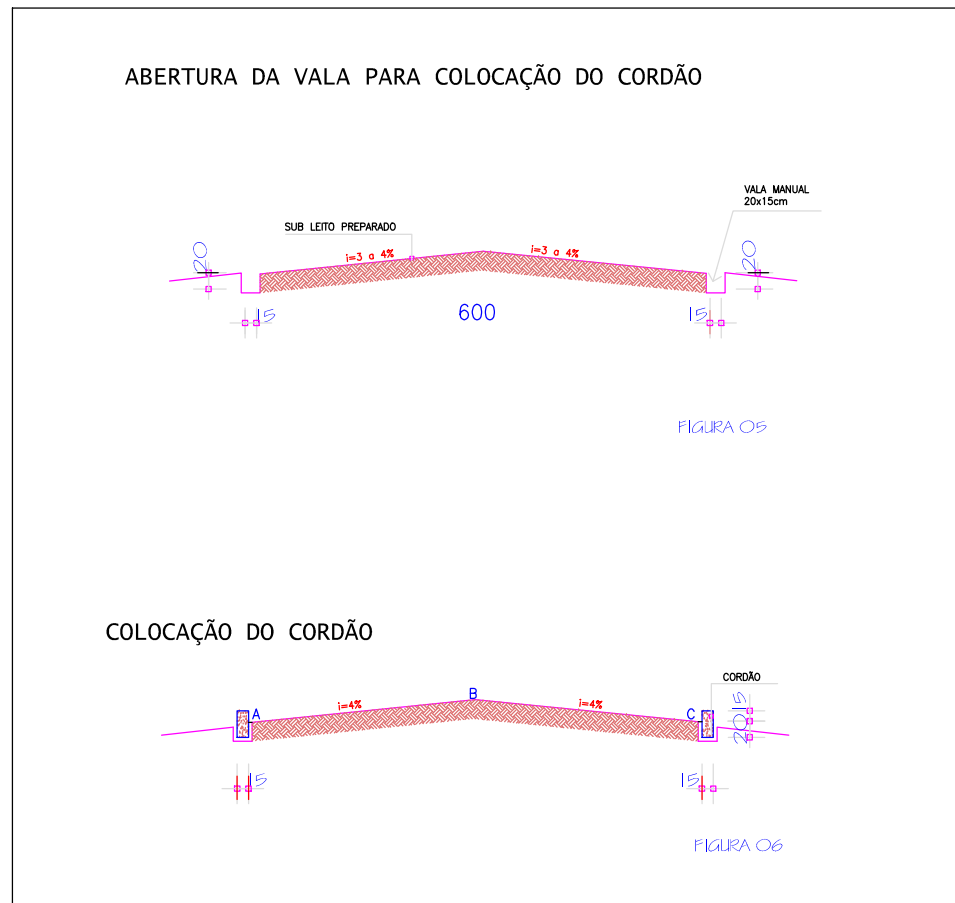 ABERTURA DA VALA PARA COLOCAÇÃO DO CORDÃO
VALA MANUAL
20x15cm
SUB LEITO PREPARADO
i=3 a 4%
i=3 a 4%
20
20
15
600
15
FIGURA 05
COLOCAÇÃO DO CORDÃO
CORDÃO
B
i=4%
i=4%
A
C
15
20
15
15
FIGURA 06